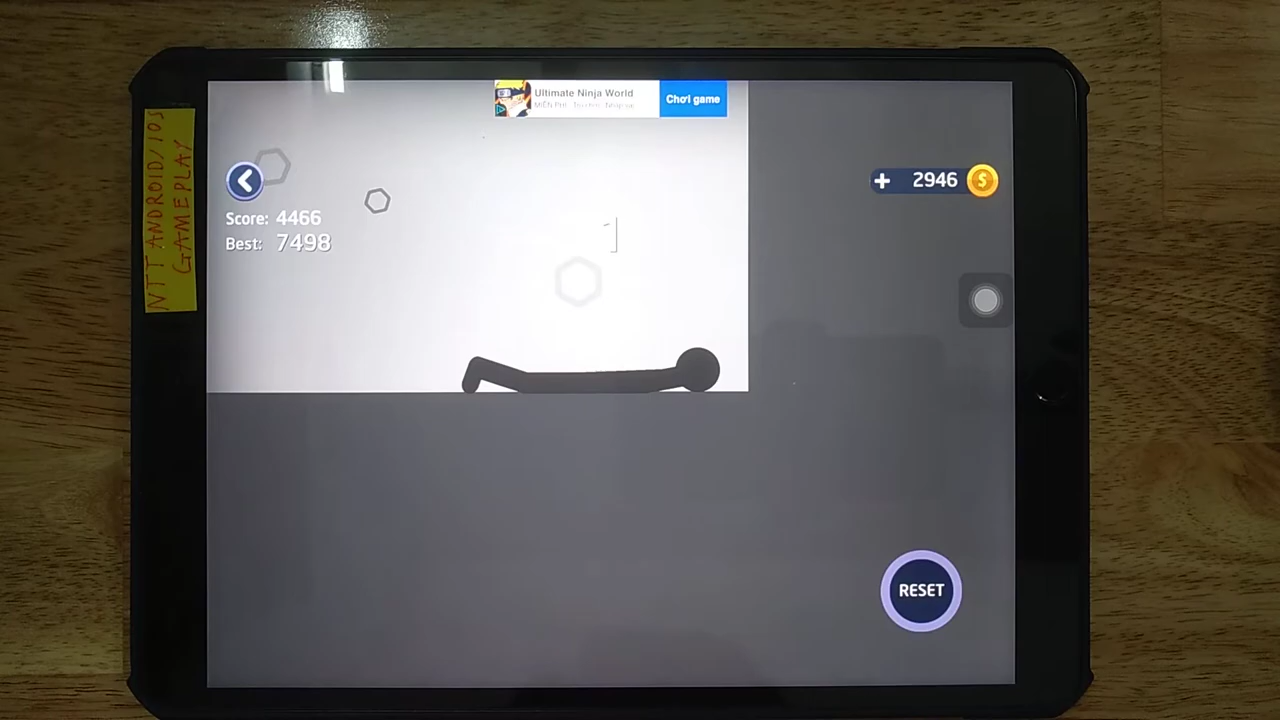 NTT ANDROID/IOS
GAMEPLAY
Ultimate Ninja World
Chơi game
2946
Score: 4466
Best: 7498
RESET